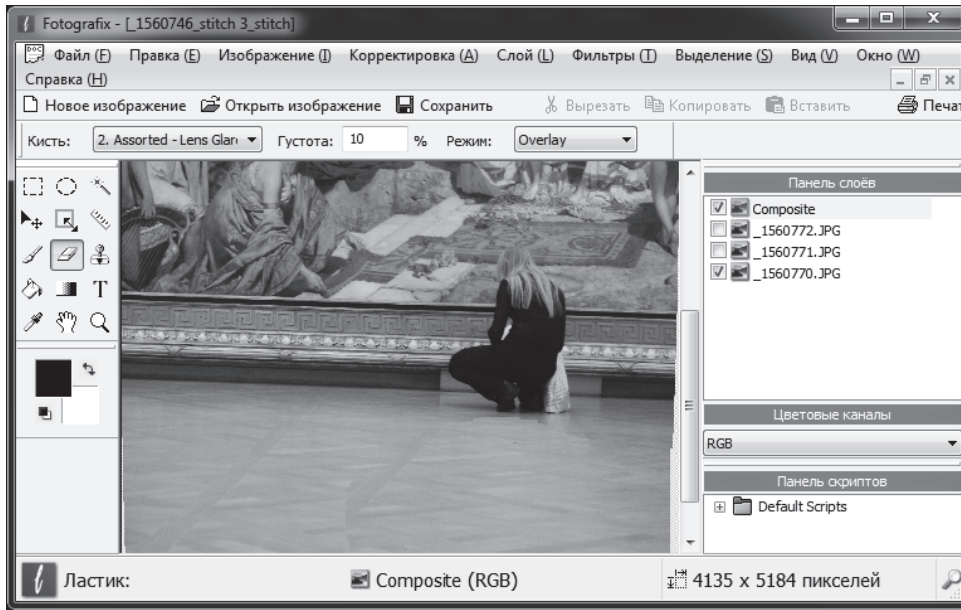 Fotografix - [_1560746_stitch 3_stitch]
Файл (F) Правка (E) Изображение (I) Корректировка (A) Слой (L) Фильтры (T) Выделение (S) Вид (V) Окно (W)
Справка (H)
Новое изображение Открыть изображение Сохранить Вырезать Копировать Вставить Печат
Кисть: 2. Assorted - Lens Glar Густота: 10 % Режим: Overlay
Панель слоёв
Composite
_1560772.JPG
_1560771.JPG
_1560770.JPG
T
Цветовые каналы
RGB
Панель скриптов
Default Scripts
Ластик: Composite (RGB) 4135 x 5184 пикселей